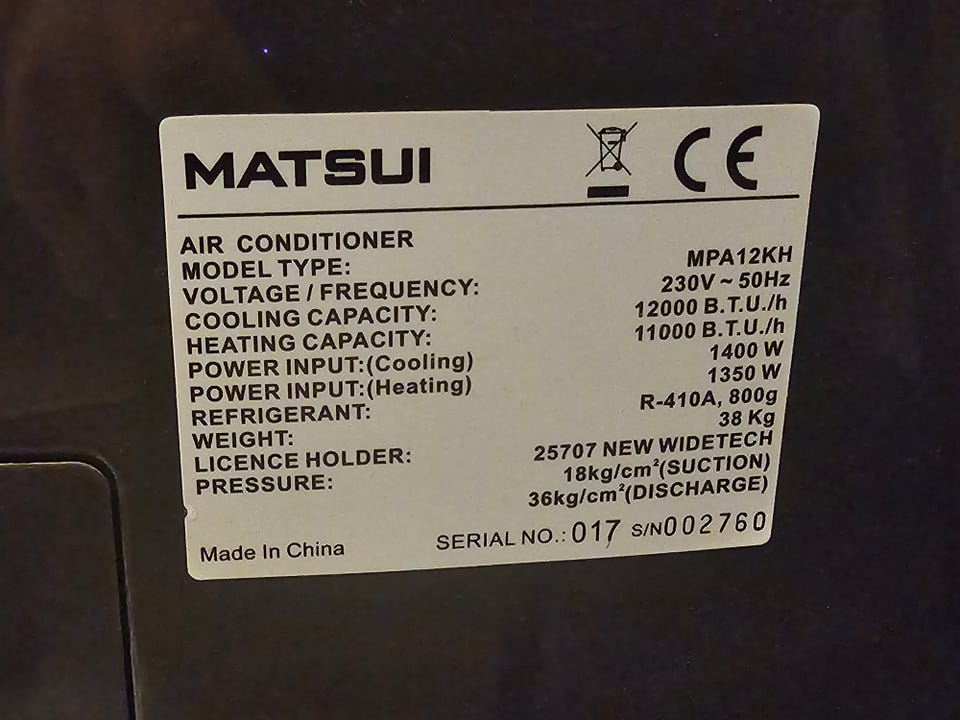 MATSUI
CE
AIR CONDITIONER
MODEL TYPE: MPA12KH
VOLTAGE / FREQUENCY: 230V ~ 50Hz
COOLING CAPACITY: 12000 B.T.U./h
HEATING CAPACITY: 11000 B.T.U./h
POWER INPUT:(Cooling) 1400 W
POWER INPUT:(Heating) 1350 W
REFRIGERANT: R-410A, 800g
WEIGHT: 38 Kg
LICENCE HOLDER: 25707 NEW WIDETECH
PRESSURE: 18kg/cm²(SUCTION)
36kg/cm²(DISCHARGE)
Made In China SERIAL NO.: 017 S/N002760